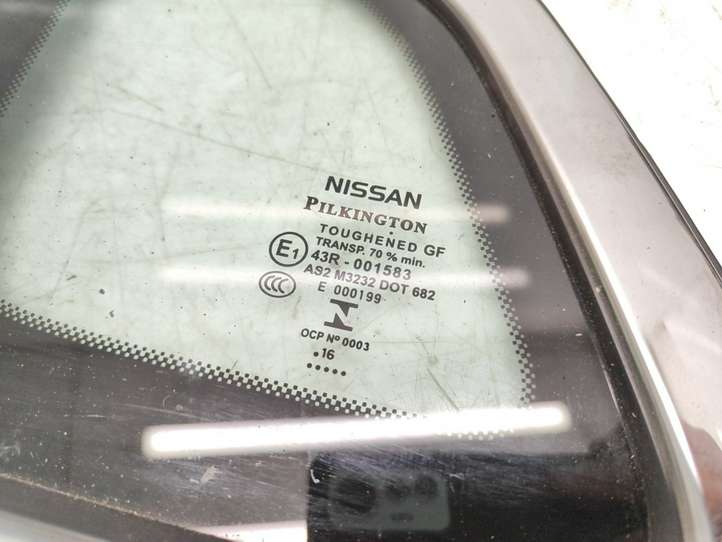 NISSAN
PILKINGTON
TOUGHENED GF
TRANSP. 70 % min.
E1 43R - 001583
CCC AS2 M3232 DOT 682
E 000199
OCP Nº 0003
.16
.....